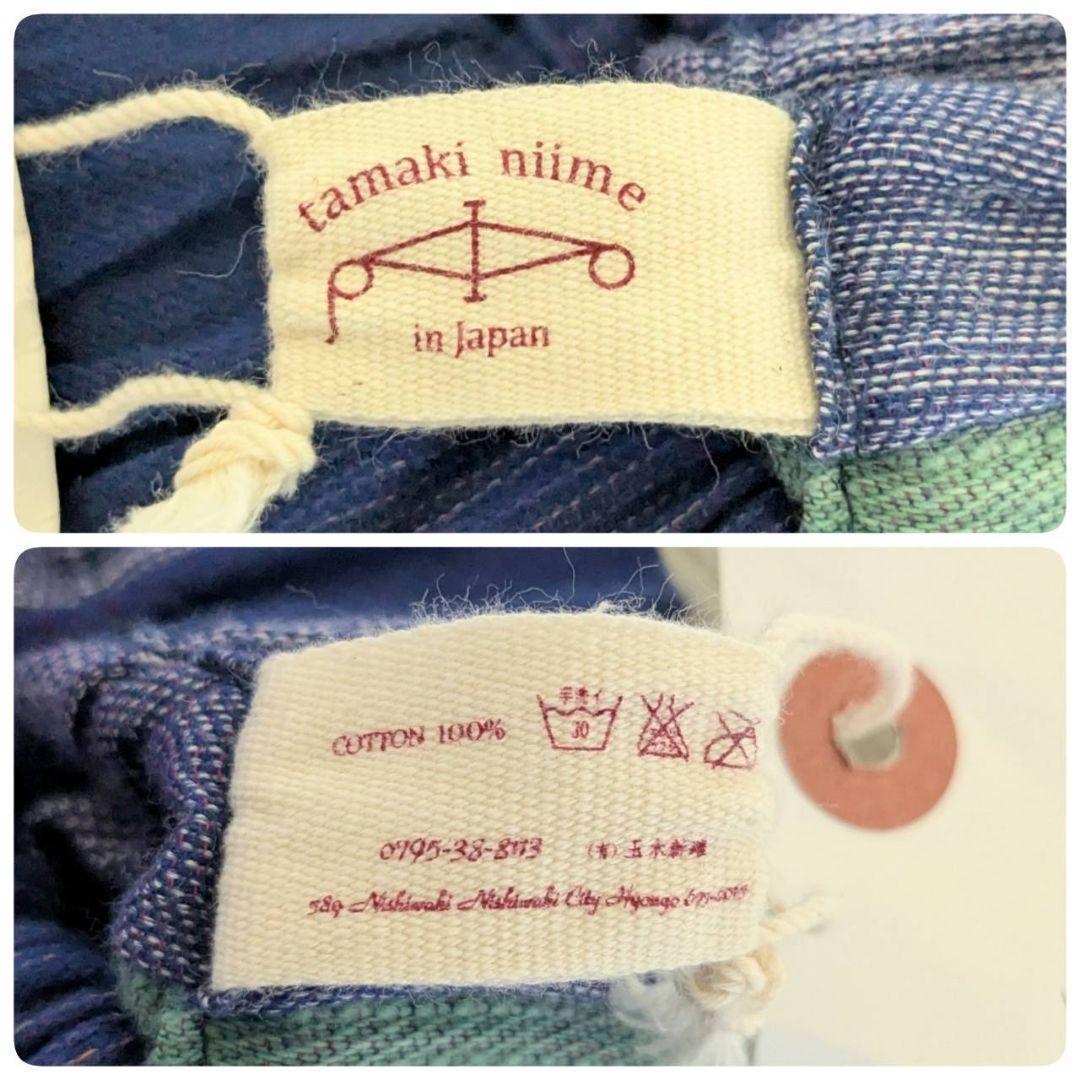 tamaki niime
in Japan
手洗イ
30
COTTON 100%
0795-38-8113
(有) 玉木新雌
589 Nishiwaki Nishiwaki City Hyougo